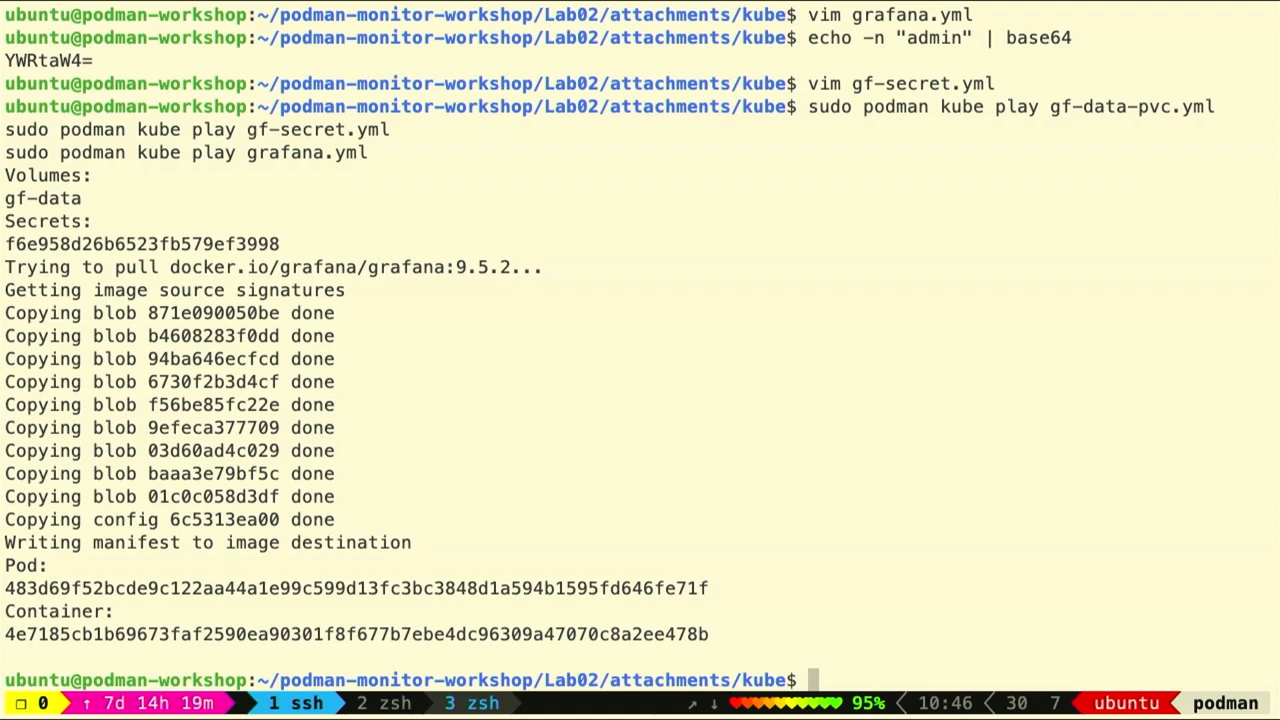 ubuntu@podman-workshop:~/podman-monitor-workshop/Lab02/attachments/kube$ vim grafana.yml
ubuntu@podman-workshop:~/podman-monitor-workshop/Lab02/attachments/kube$ echo -n "admin" | base64
YWRtaW4=
ubuntu@podman-workshop:~/podman-monitor-workshop/Lab02/attachments/kube$ vim gf-secret.yml
ubuntu@podman-workshop:~/podman-monitor-workshop/Lab02/attachments/kube$ sudo podman kube play gf-data-pvc.yml
sudo podman kube play gf-secret.yml
sudo podman kube play grafana.yml
Volumes:
gf-data
Secrets:
f6e958d26b6523fb579ef3998
Trying to pull docker.io/grafana/grafana:9.5.2...
Getting image source signatures
Copying blob 871e090050be done
Copying blob b4608283f0dd done
Copying blob 94ba646ecfcd done
Copying blob 6730f2b3d4cf done
Copying blob f56be85fc22e done
Copying blob 9efeca377709 done
Copying blob 03d60ad4c029 done
Copying blob baaa3e79bf5c done
Copying blob 01c0c058d3df done
Copying config 6c5313ea00 done
Writing manifest to image destination
Pod:
483d69f52bcde9c122aa44a1e99c599d13fc3bc3848d1a594b1595fd646fe71f
Container:
4e7185cb1b69673faf2590ea90301f8f677b7ebe4dc96309a47070c8a2ee478b
ubuntu@podman-workshop:~/podman-monitor-workshop/Lab02/attachments/kube$
❐ 0 ↑ 7d 14h 19m 1 ssh 2 zsh 3 zsh ↗ ↓ ♥♥♥♥♥♥♥♥♥♥ 95% 10:46 30 7 ubuntu podman